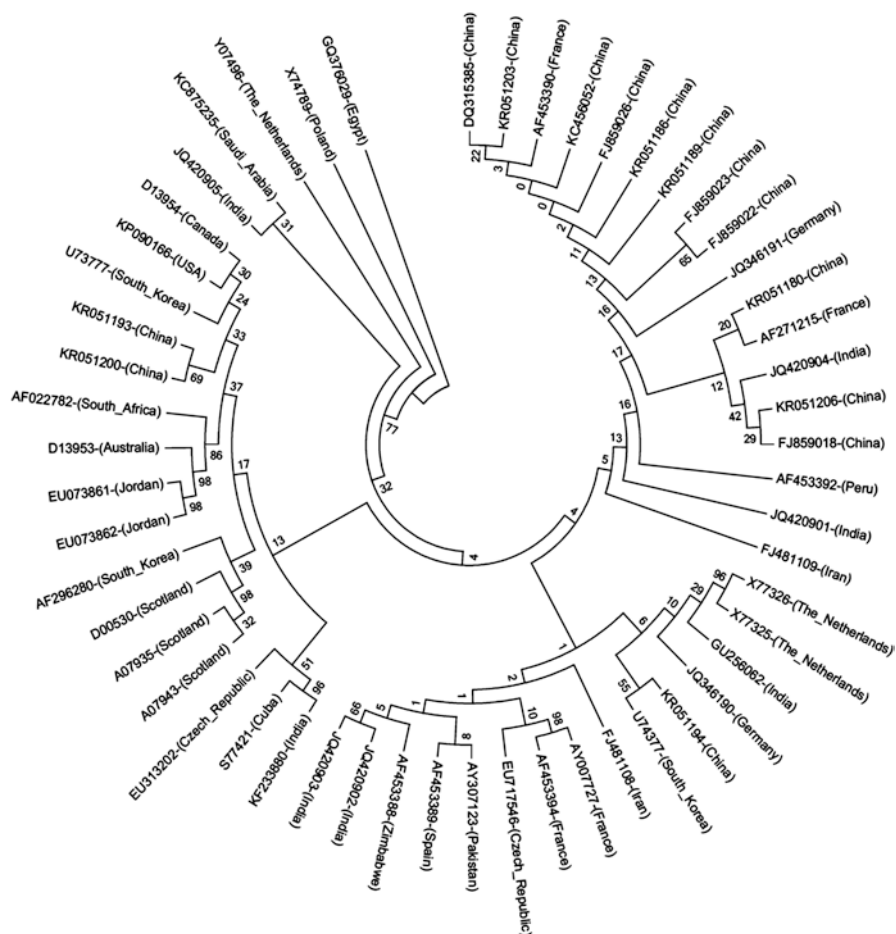 DQ315385-(China)
KR051203-(China)
AF453390-(France)
KC456052-(China)
FJ859026-(China)
KR051186-(China)
KR051189-(China)
FJ859023-(China)
FJ859022-(China)
JQ346191-(Germany)
KR051180-(China)
AF271215-(France)
JQ420904-(India)
KR051206-(China)
FJ859018-(China)
AF453392-(Peru)
JQ420901-(India)
FJ481109-(Iran)
X77326-(The_Netherlands)
X77325-(The_Netherlands)
GU256062-(India)
JQ346190-(Germany)
KR051194-(China)
U74377-(South_Korea)
FJ481108-(Iran)
AY007727-(France)
AF453394-(France)
EU717546-(Czech_Republic)
AY307123-(Pakistan)
AF453389-(Spain)
AF453388-(Zimbabwe)
JQ420902-(India)
JQ420903-(India)
KF233880-(India)
S77421-(Cuba)
EU313202-(Czech_Republic)
A07943-(Scotland)
A07935-(Scotland)
D00530-(Scotland)
AF296280-(South_Korea)
EU073862-(Jordan)
EU073861-(Jordan)
D13953-(Australia)
AF022782-(South_Africa)
KR051200-(China)
KR051193-(China)
U73777-(South_Korea)
KP090166-(USA)
D13954-(Canada)
JQ420905-(India)
KC875235-(Saudi_Arabia)
Y07496-(The_Netherlands)
X74789-(Poland)
GQ376029-(Egypt)
22
3
0
0
2
11
13
65
16
17
20
12
42
29
16
13
5
4
96
29
10
6
55
1
2
1
98
10
1
8
5
66
4
13
51
96
17
39
98
32
37
86
98
98
33
69
24
30
31
32
77